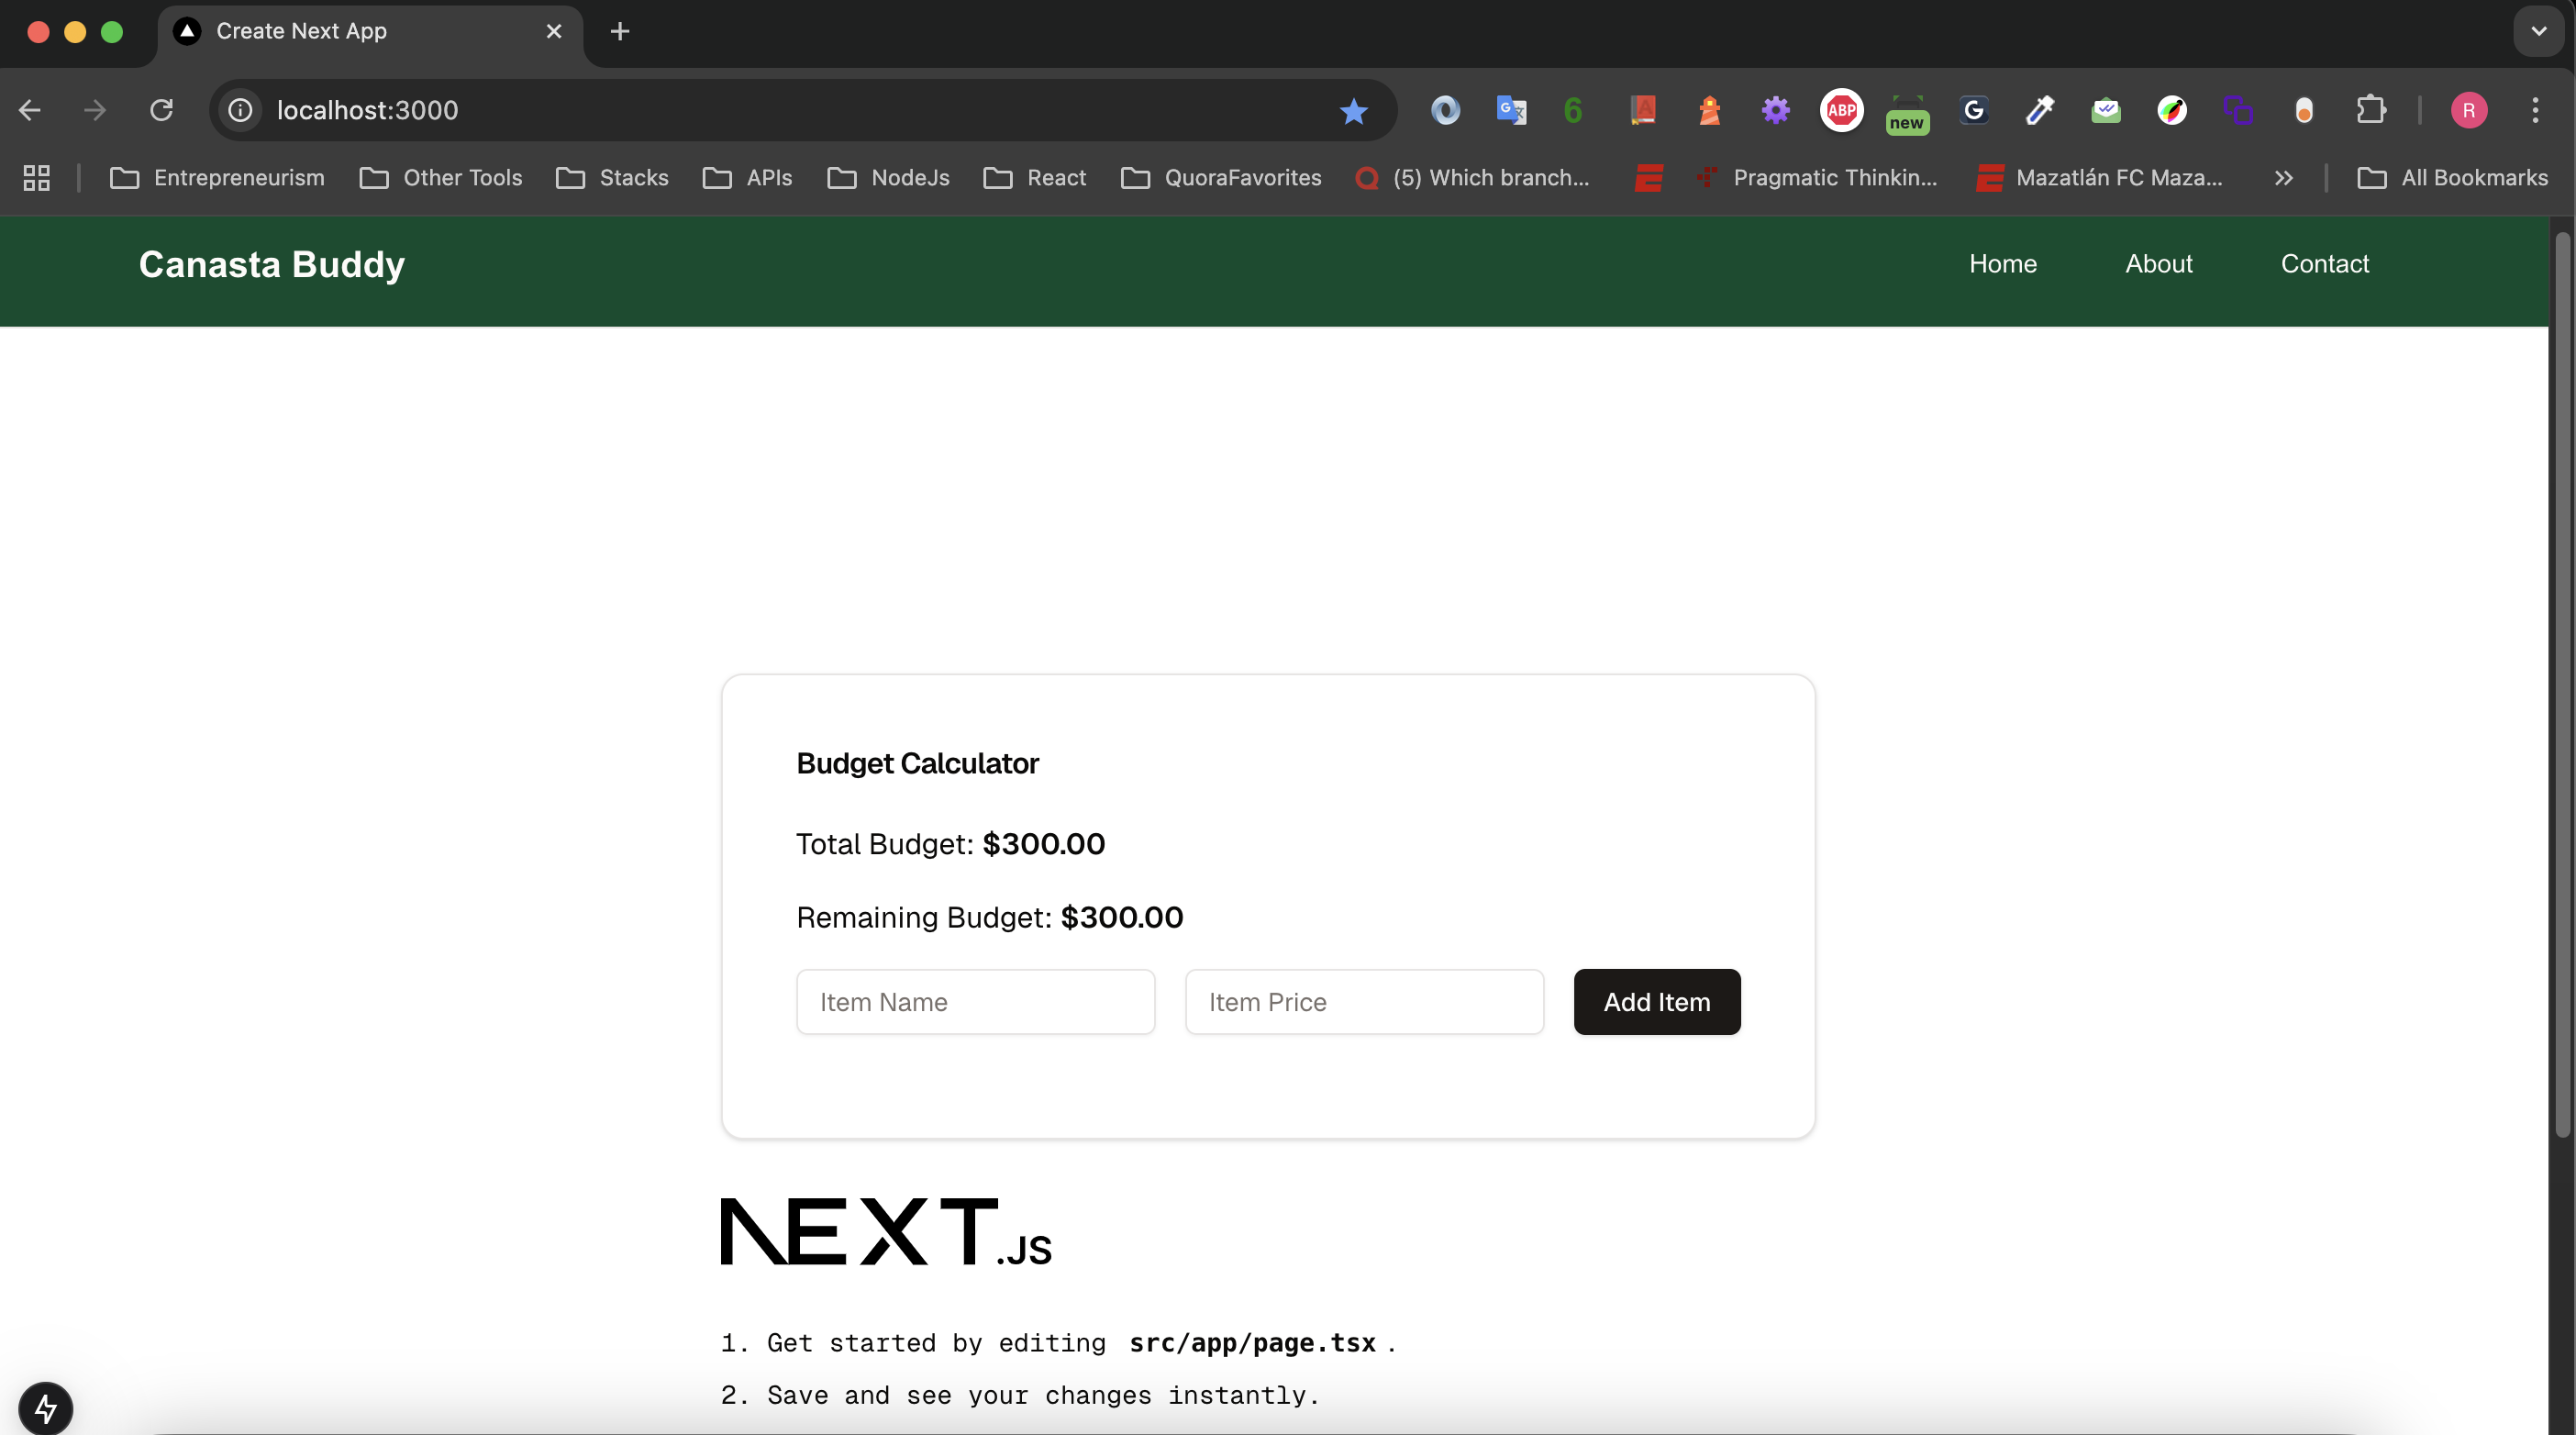 Create Next App
localhost:3000
6
A
ABP
new
G
R
Entrepreneurism
Other Tools
Stacks
APIs
NodeJs
React
QuoraFavorites
(5) Which branch...
Pragmatic Thinkin...
Mazatlán FC Maza...
All Bookmarks
Canasta Buddy
Home
About
Contact
Budget Calculator
Total Budget: $300.00
Remaining Budget: $300.00
Item Name
Item Price
Add Item
NEXT.JS
1. Get started by editing src/app/page.tsx.
2. Save and see your changes instantly.